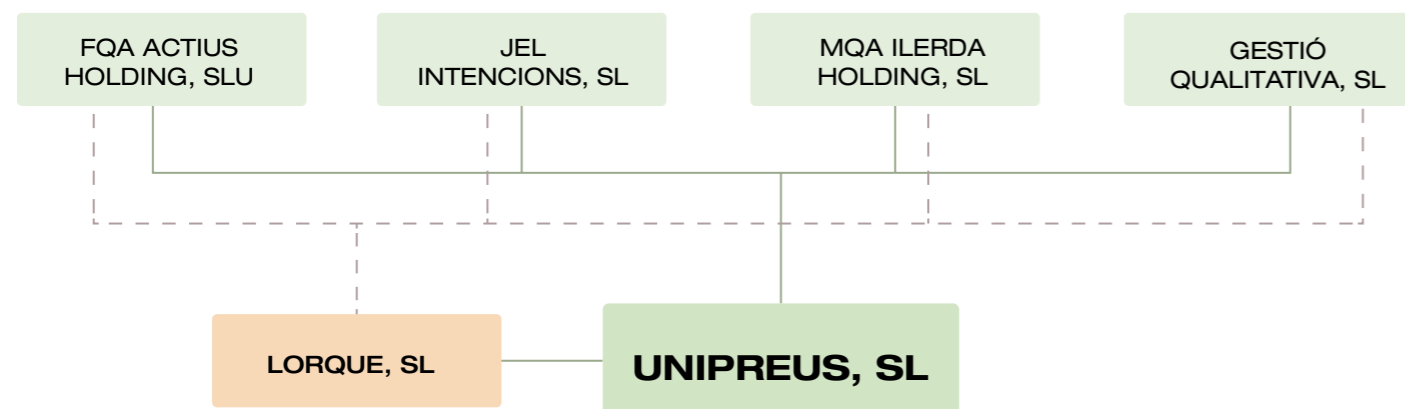 FQA ACTIUS
HOLDING, SLU
JEL
INTENCIONS, SL
MQA ILERDA
HOLDING, SL
GESTIÓ
QUALITATIVA, SL
LORQUE, SL
UNIPREUS, SL